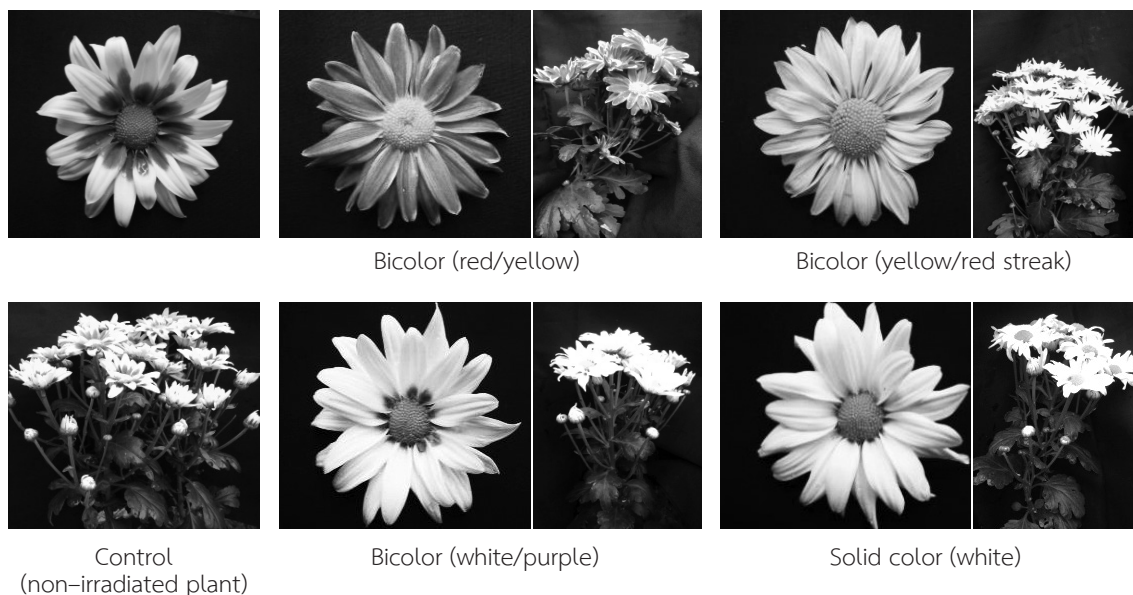 Bicolor (red/yellow)
Bicolor (yellow/red streak)
Control
(non–irradiated plant)
Bicolor (white/purple)
Solid color (white)